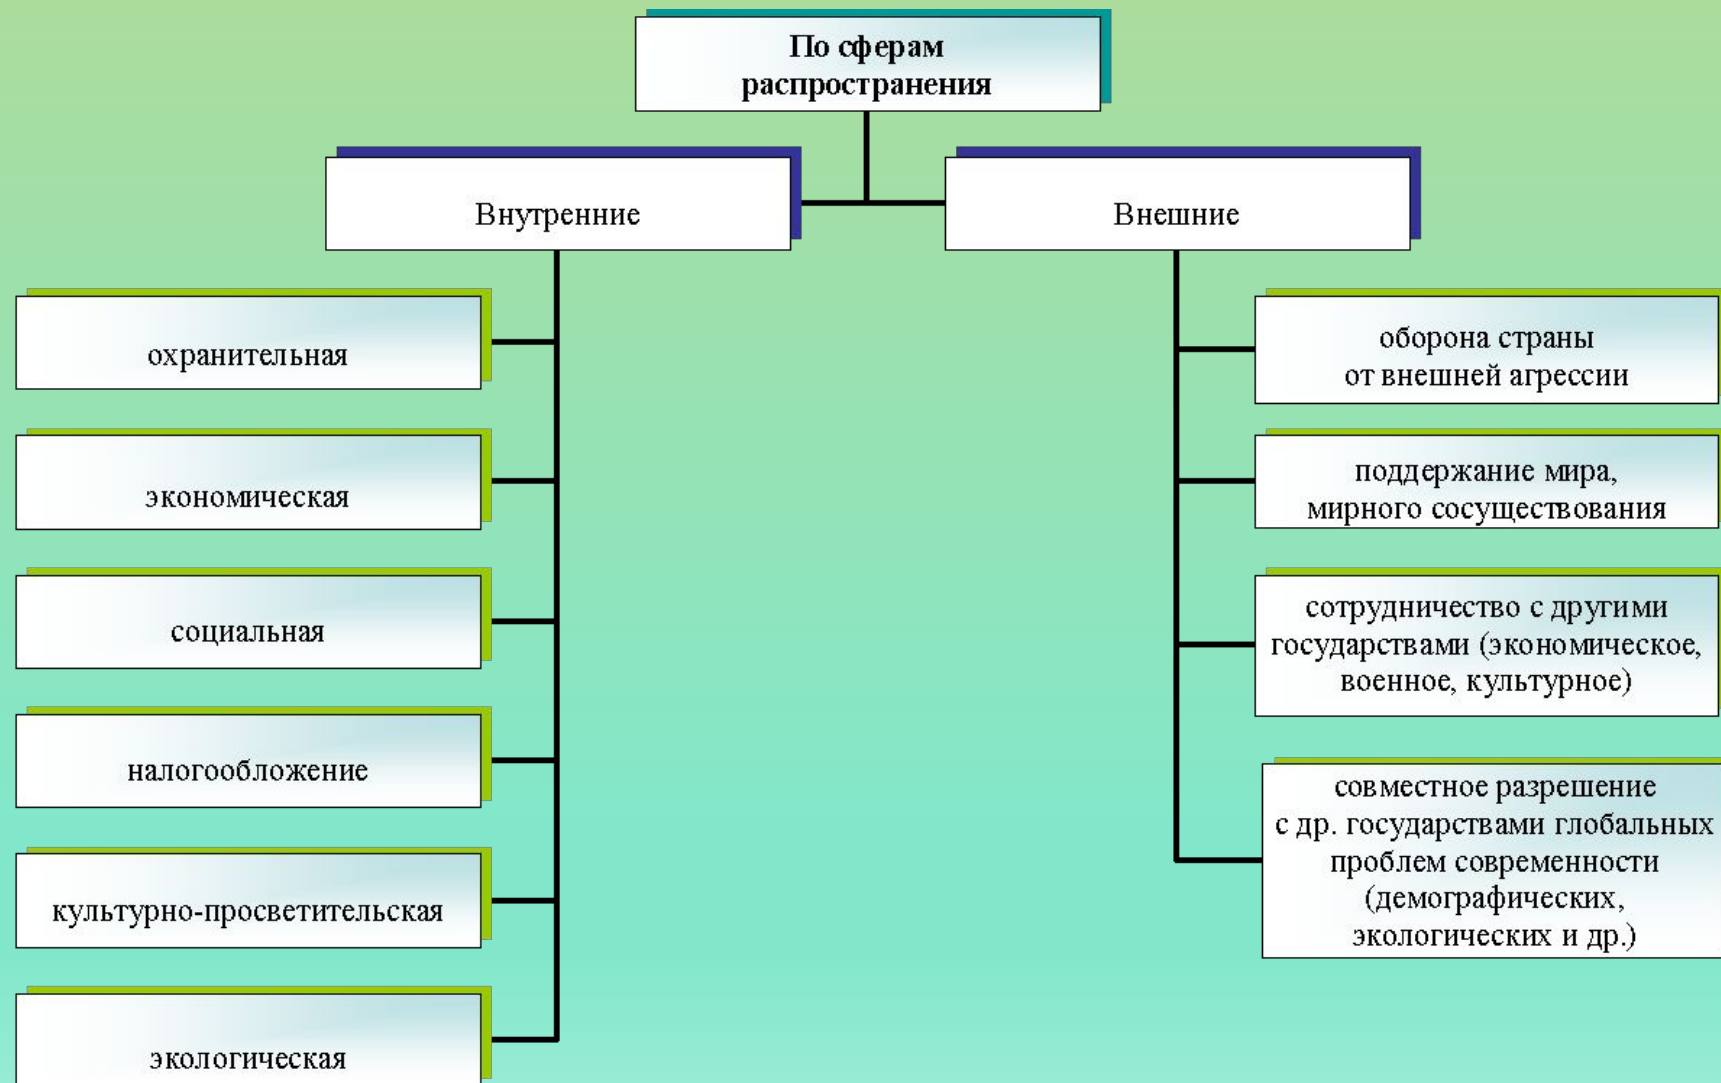 По сферам
распространения
Внутренние
Внешние
охранительная
экономическая
социальная
налогообложение
культурно-просветительская
экологическая
оборона страны
от внешней агрессии
поддержание мира,
мирного сосуществования
сотрудничество с другими
государствами (экономическое,
военное, культурное)
совместное разрешение
с др. государствами глобальных
проблем современности
(демографических,
экологических и др.)